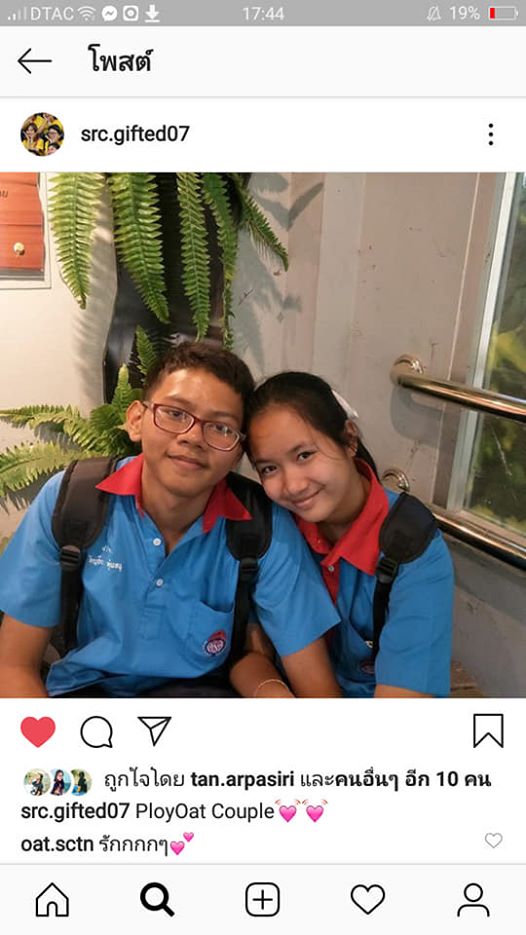 DTAC 17:44 19%
โพสต์
src.gifted07
ถูกใจโดย tan.arpasiri และคนอื่นๆ อีก 10 คน
src.gifted07 PloyOat Couple💓💓
oat.sctn รักกกกๆ💕